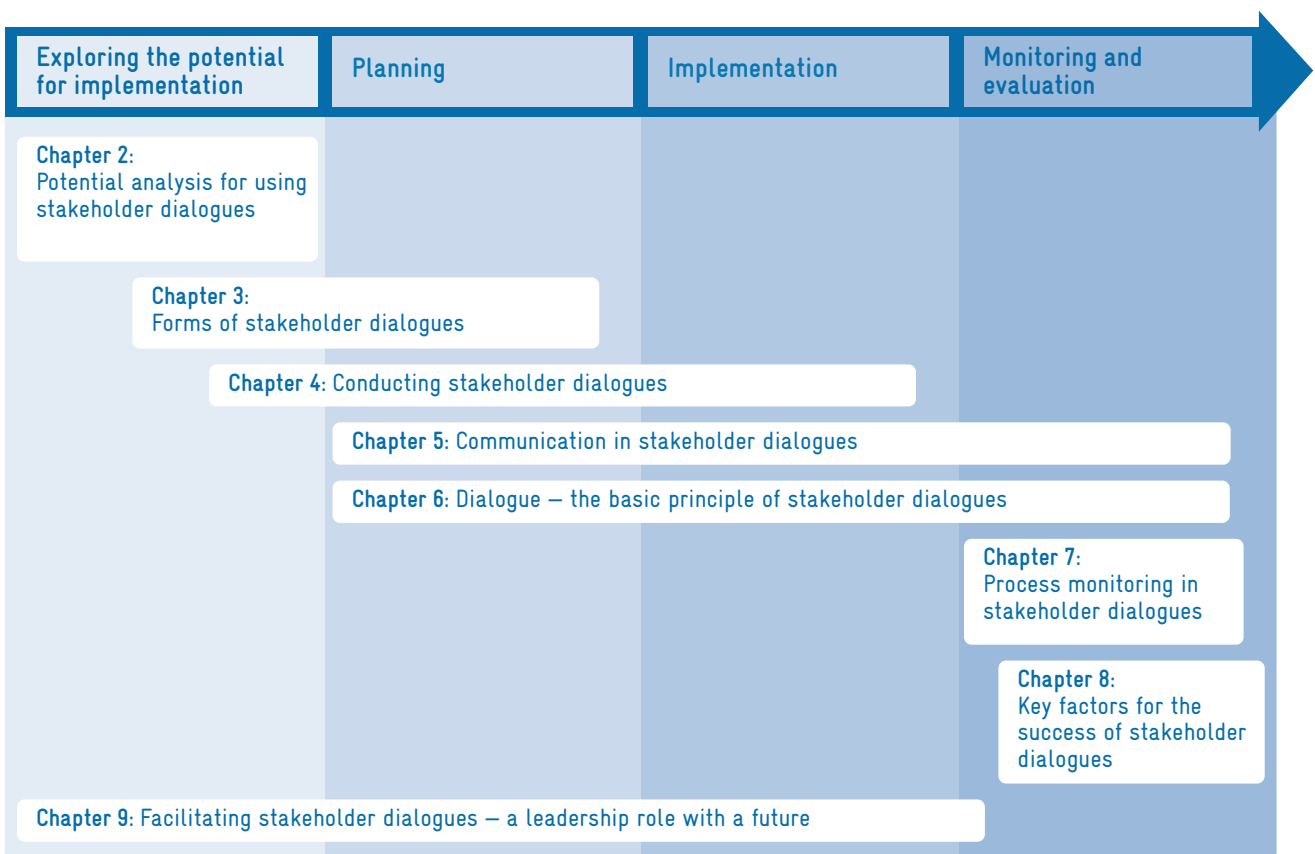 Exploring the potential
for implementation
Planning
Implementation
Monitoring and
evaluation
Chapter 2:
Potential analysis for using
stakeholder dialogues
Chapter 3:
Forms of stakeholder dialogues
Chapter 4: Conducting stakeholder dialogues
Chapter 5: Communication in stakeholder dialogues
Chapter 6: Dialogue – the basic principle of stakeholder dialogues
Chapter 7:
Process monitoring in
stakeholder dialogues
Chapter 8:
Key factors for the
success of stakeholder
dialogues
Chapter 9: Facilitating stakeholder dialogues – a leadership role with a future